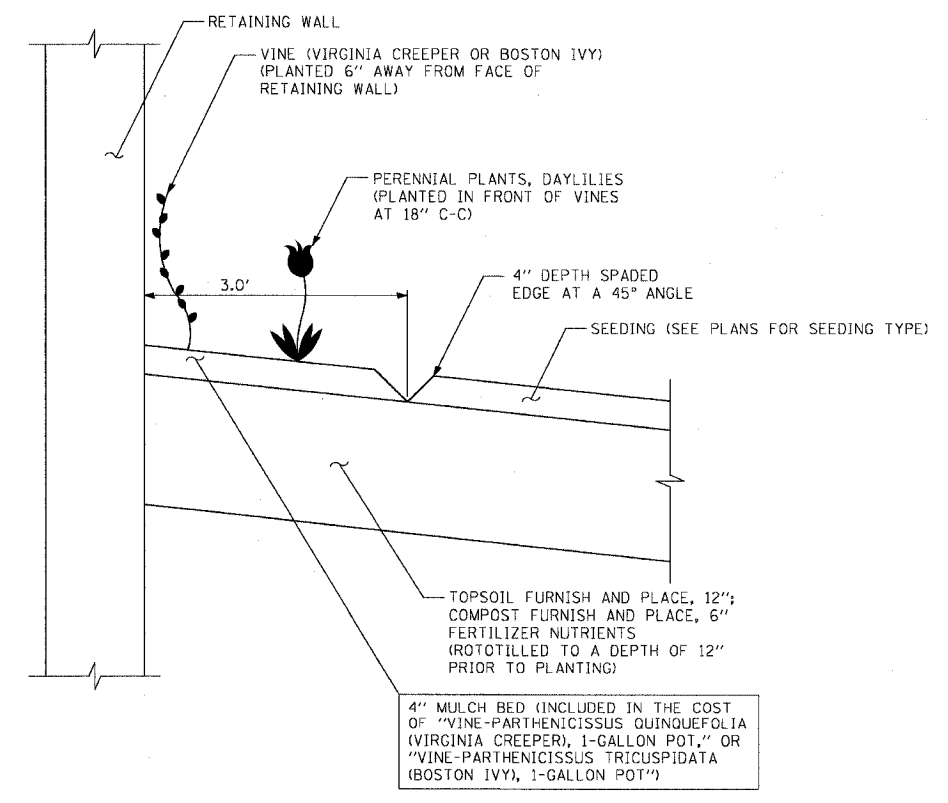 RETAINING WALL
VINE (VIRGINIA CREEPER OR BOSTON IVY)
(PLANTED 6" AWAY FROM FACE OF
RETAINING WALL)
PERENNIAL PLANTS, DAYLILIES
(PLANTED IN FRONT OF VINES
AT 18" C-C)
3.0'
4" DEPTH SPADED
EDGE AT A 45° ANGLE
SEEDING (SEE PLANS FOR SEEDING TYPE)
TOPSOIL FURNISH AND PLACE, 12";
COMPOST FURNISH AND PLACE, 6"
FERTILIZER NUTRIENTS
(ROTOTILLED TO A DEPTH OF 12"
PRIOR TO PLANTING)
4" MULCH BED (INCLUDED IN THE COST
OF "VINE-PARTHENICISSUS QUINQUEFOLIA
(VIRGINIA CREEPER), 1-GALLON POT," OR
"VINE-PARTHENICISSUS TRICUSPIDATA
(BOSTON IVY), 1-GALLON POT")